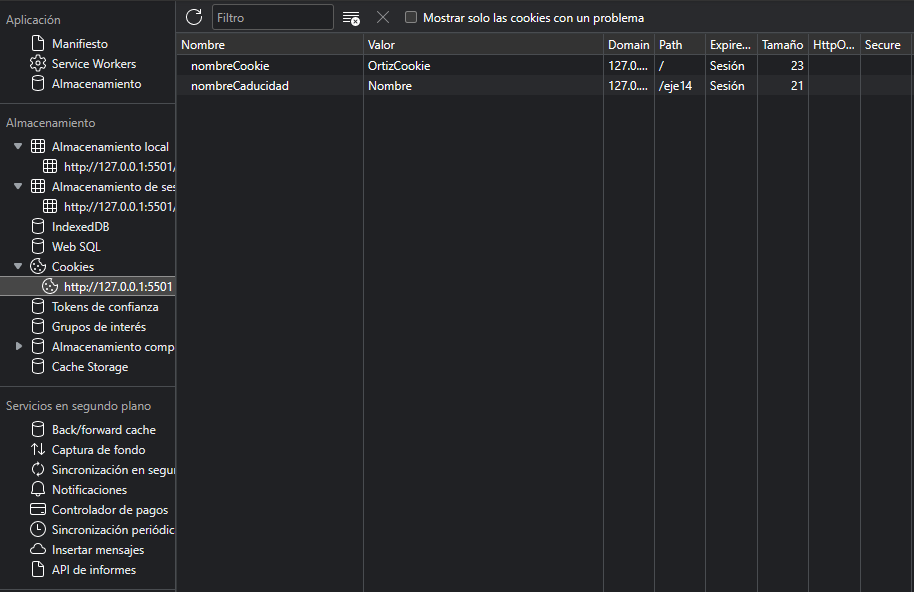 Aplicación
Manifiesto
Service Workers
Almacenamiento
Almacenamiento
Almacenamiento local
http://127.0.0.1:5501/
Almacenamiento de ses
http://127.0.0.1:5501/
IndexedDB
Web SQL
Cookies
http://127.0.0.1:5501
Tokens de confianza
Grupos de interés
Almacenamiento comp
Cache Storage
Servicios en segundo plano
Back/forward cache
Captura de fondo
Sincronización en segur
Notificaciones
Controlador de pagos
Sincronización periódic
Insertar mensajes
API de informes
Filtro Mostrar solo las cookies con un problema
Nombre Valor Domain Path Expire... Tamaño HttpO... Secure
nombreCookie OrtizCookie 127.0.... / Sesión 23
nombreCaducidad Nombre 127.0.... /eje14 Sesión 21